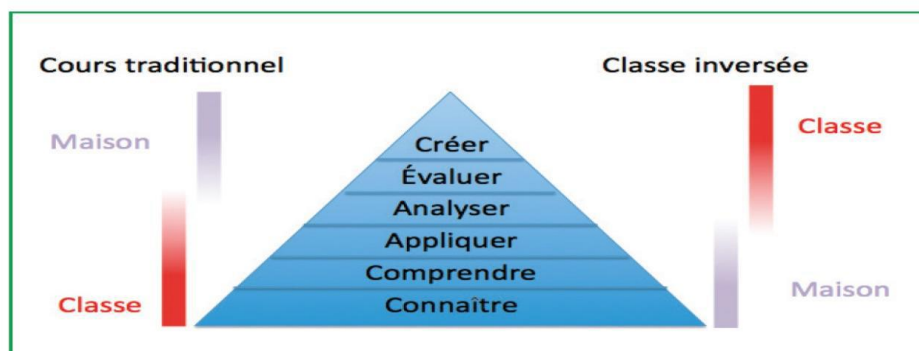 Cours traditionnel
Classe inversée
Maison
Classe
Créer
Évaluer
Analyser
Appliquer
Comprendre
Connaître
Classe
Maison